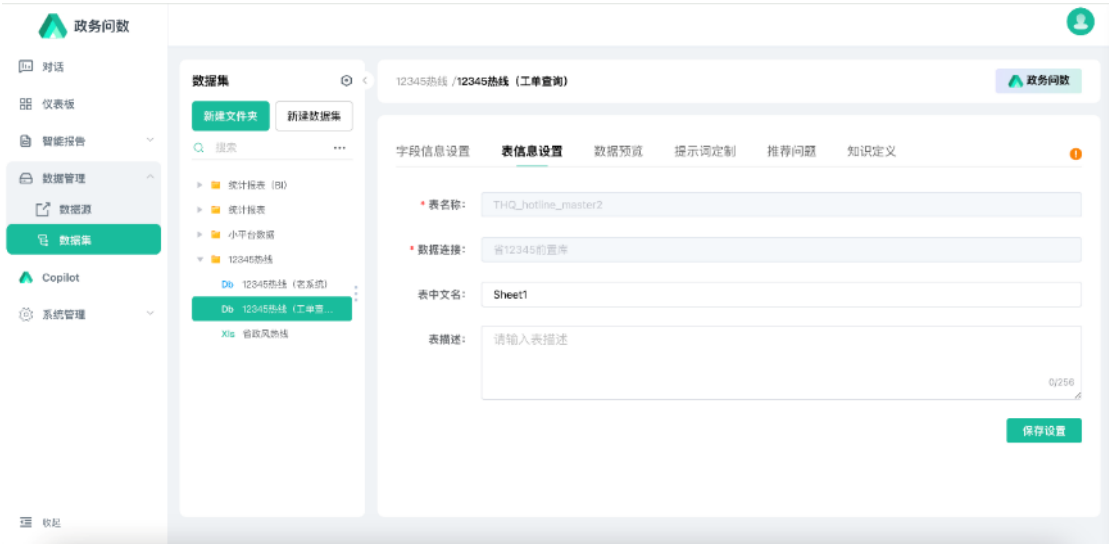 政务问数
对话
仪表板
智能报告
数据管理
数据源
数据集
Copilot
系统管理
收起
数据集
新建文件夹 新建数据集
搜索 ...
统计报表（BI）
统计报表
小平台数据
12345热线
Db 12345热线（老系统）
Db 12345热线（工单查...
Xls 省政风热线
12345热线 /12345热线（工单查询）
政务问数
字段信息设置 表信息设置 数据预览 提示词定制 推荐问题 知识定义
* 表名称： THQ_hotline_master2
* 数据连接： 省12345前置库
表中文名： Sheet1
表描述： 请输入表描述
0/256
保存设置